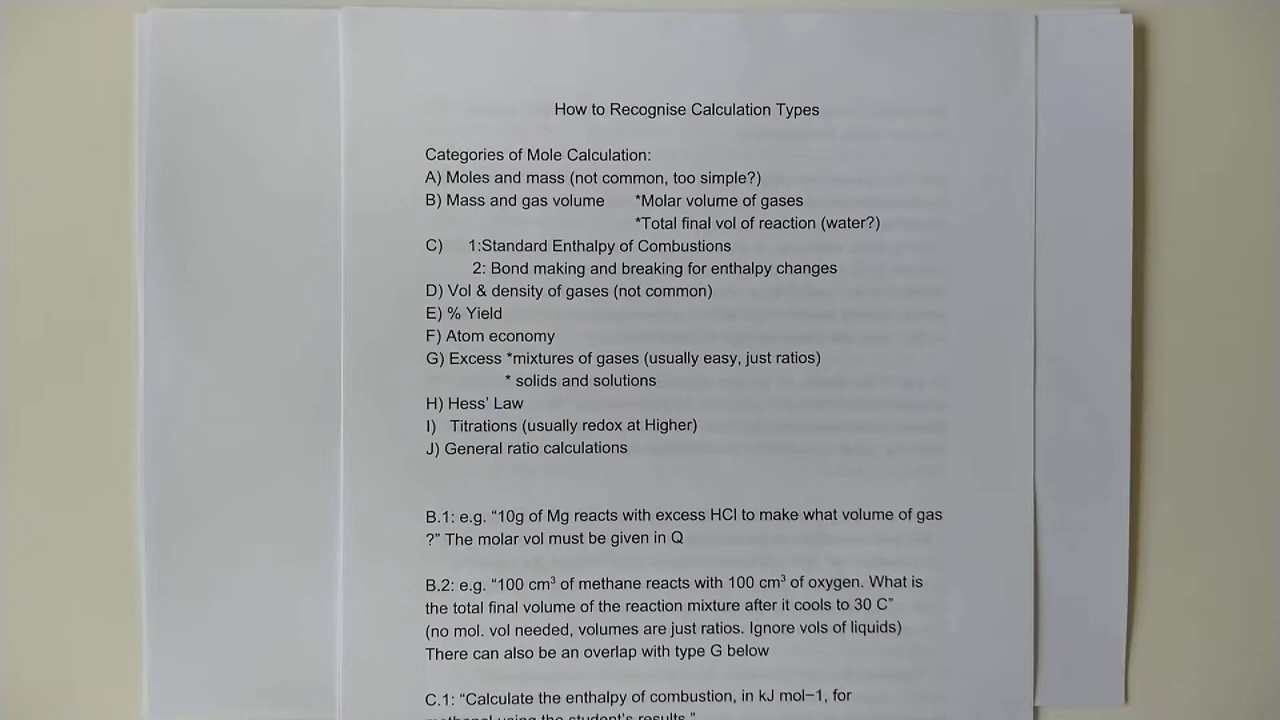 How to Recognise Calculation Types
Categories of Mole Calculation:
A) Moles and mass (not common, too simple?)
B) Mass and gas volume *Molar volume of gases
*Total final vol of reaction (water?)
C) 1:Standard Enthalpy of Combustions
2: Bond making and breaking for enthalpy changes
D) Vol & density of gases (not common)
E) % Yield
F) Atom economy
G) Excess *mixtures of gases (usually easy, just ratios)
* solids and solutions
H) Hess’ Law
I) Titrations (usually redox at Higher)
J) General ratio calculations
B.1: e.g. “10g of Mg reacts with excess HCl to make what volume of gas
?” The molar vol must be given in Q
B.2: e.g. “100 cm³ of methane reacts with 100 cm³ of oxygen. What is
the total final volume of the reaction mixture after it cools to 30 C”
(no mol. vol needed, volumes are just ratios. Ignore vols of liquids)
There can also be an overlap with type G below
C.1: “Calculate the enthalpy of combustion, in kJ mol−1, for
methanol using the student's results.”